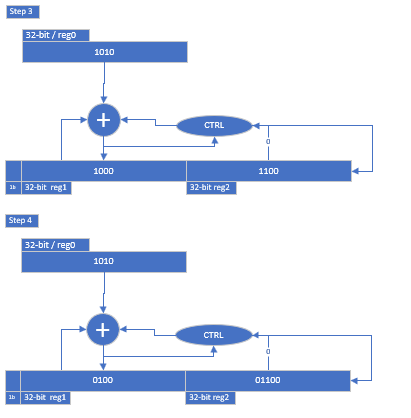 Step 3
32-bit / reg0
1010
+
CTRL
0
1000 1100
1b 32-bit reg1 32-bit reg2
Step 4
32-bit / reg0
1010
+
CTRL
0
0100 01100
1b 32-bit reg1 32-bit reg2